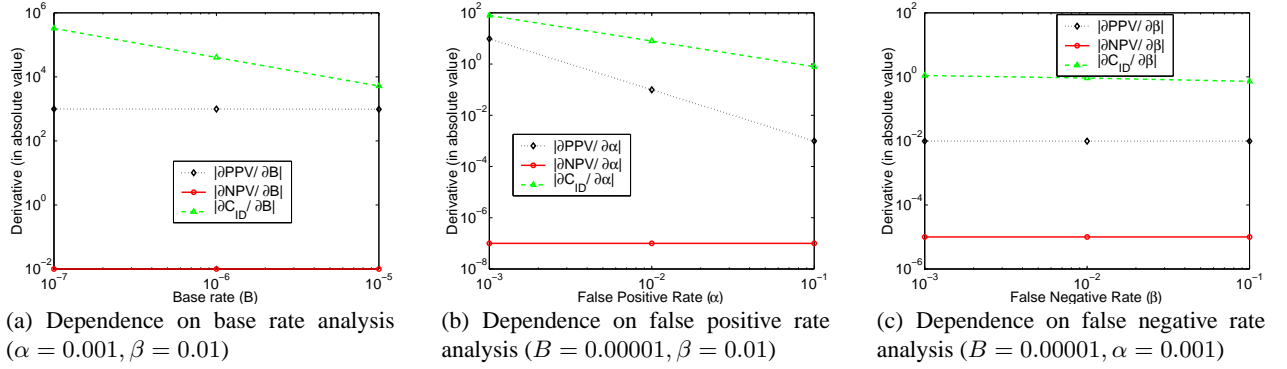 10^6
10^4
10^2
10^0
10^−2
Derivative (in absolute value)
|∂PPV/ ∂B|
|∂NPV/ ∂B|
|∂C_ID/ ∂B|
10^−7
10^−6
10^−5
Base rate (B)
(a) Dependence on base rate analysis
(α = 0.001, β = 0.01)
10^2
10^0
10^−2
10^−4
10^−6
10^−8
Derivative (in absolute value)
|∂PPV/ ∂α|
|∂NPV/ ∂α|
|∂C_ID/ ∂α|
10^−3
10^−2
10^−1
False Positive Rate (α)
(b) Dependence on false positive rate
analysis (B = 0.00001, β = 0.01)
10^2
10^0
10^−2
10^−4
10^−6
Derivative (in absolute value)
|∂PPV/ ∂β|
|∂NPV/ ∂β|
|∂C_ID/ ∂β|
10^−3
10^−2
10^−1
False Negative Rate (β)
(c) Dependence on false negative rate
analysis (B = 0.00001, α = 0.001)